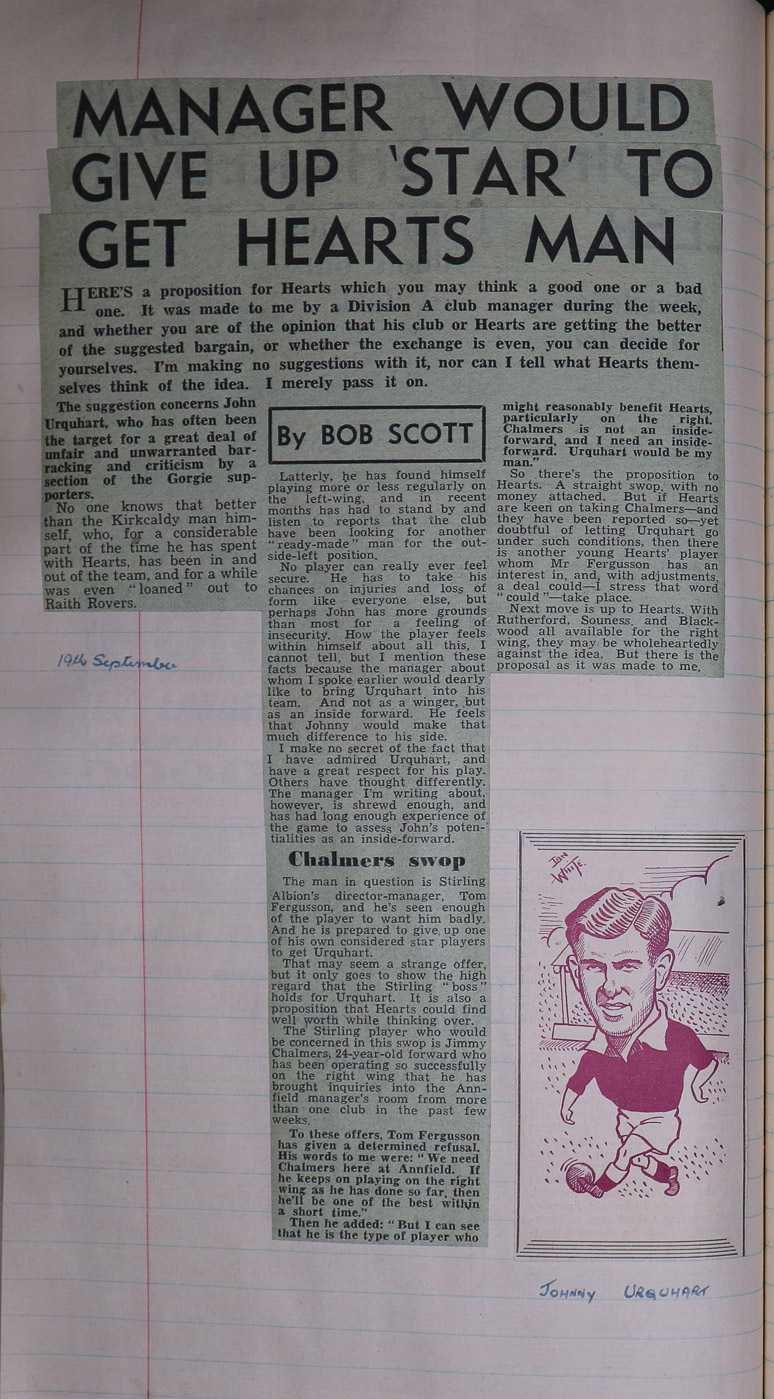 MANAGER WOULD
GIVE UP 'STAR' TO
GET HEARTS MAN
HERE'S a proposition for Hearts which you may think a good one or a bad
one. It was made to me by a Division A club manager during the week,
and whether you are of the opinion that his club or Hearts are getting the better
of the suggested bargain, or whether the exchange is even, you can decide for
yourselves. I'm making no suggestions with it, nor can I tell what Hearts them-
selves think of the idea. I merely pass it on.
The suggestion concerns John
Urquhart, who has often been
the target for a great deal of
unfair and unwarranted bar-
racking and criticism by a
section of the Gorgie sup-
porters.
No one knows that better
than the Kirkcaldy man him-
self, who, for a considerable
part of the time he has spent
with Hearts, has been in and
out of the team, and for a while
was even "loaned" out to
Raith Rovers.
19th September
By BOB SCOTT
Latterly, he has found himself
playing more or less regularly on
the left-wing, and in recent
months has had to stand by and
listen to reports that the club
have been looking for another
"ready-made" man for the out-
side-left position.
No player can really ever feel
secure. He has to take his
chances on injuries and loss of
form like everyone else, but
perhaps John has more grounds
than most for a feeling of
insecurity. How the player feels
within himself about all this, I
cannot tell, but I mention these
facts because the manager about
whom I spoke earlier would dearly
like to bring Urquhart into his
team. And not as a winger, but
as an inside forward. He feels
that Johnny would make that
much difference to his side.
I make no secret of the fact that
I have admired Urquhart, and
have a great respect for his play.
Others have thought differently.
The manager I'm writing about,
however, is shrewd enough, and
has had long enough experience of
the game to assess John's poten-
tialities as an inside-forward.
Chalmers swop
The man in question is Stirling
Albion's director-manager, Tom
Fergusson, and he's seen enough
of the player to want him badly.
And he is prepared to give up one
of his own considered star players
to get Urquhart.
That may seem a strange offer,
but it only goes to show the high
regard that the Stirling "boss"
holds for Urquhart. It is also a
proposition that Hearts could find
well worth while thinking over.
The Stirling player who would
be concerned in this swop is Jimmy
Chalmers, 24-year-old forward who
has been operating so successfully
on the right wing that he has
brought inquiries into the Ann-
field manager's room from more
than one club in the past few
weeks.
To these offers, Tom Fergusson
has given a determined refusal.
His words to me were: "We need
Chalmers here at Annfield. If
he keeps on playing on the right
wing as he has done so far, then
he'll be one of the best within
a short time."
Then he added: "But I can see
that he is the type of player who
might reasonably benefit Hearts,
particularly on the right.
Chalmers is not an inside-
forward, and I need an inside-
forward. Urquhart would be my
man."
So there's the proposition to
Hearts. A straight swop, with no
money attached. But if Hearts
are keen on taking Chalmers—and
they have been reported so—yet
doubtful of letting Urquhart go
under such conditions, then there
is another young Hearts' player
whom Mr Fergusson has an
interest in, and, with adjustments,
a deal could—I stress that word
"could"—take place.
Next move is up to Hearts. With
Rutherford, Souness, and Black-
wood all available for the right
wing, they may be wholeheartedly
against the idea. But there is the
proposal as it was made to me.
IAN
WHITE.
JOHNNY URQUHART